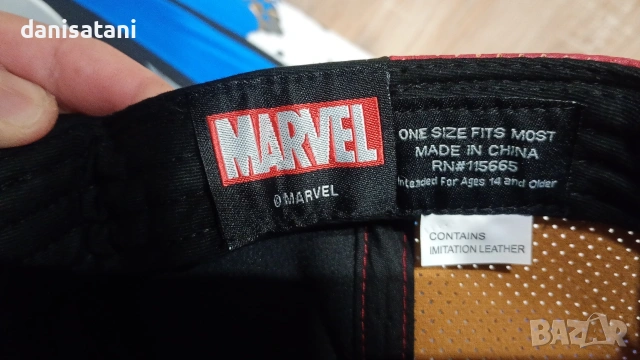 danisatani
MARVEL
© MARVEL
ONE SIZE FITS MOST
MADE IN CHINA
RN#115665
Intended For Ages 14 and Older
CONTAINS
IMITATION LEATHER
BAZAR